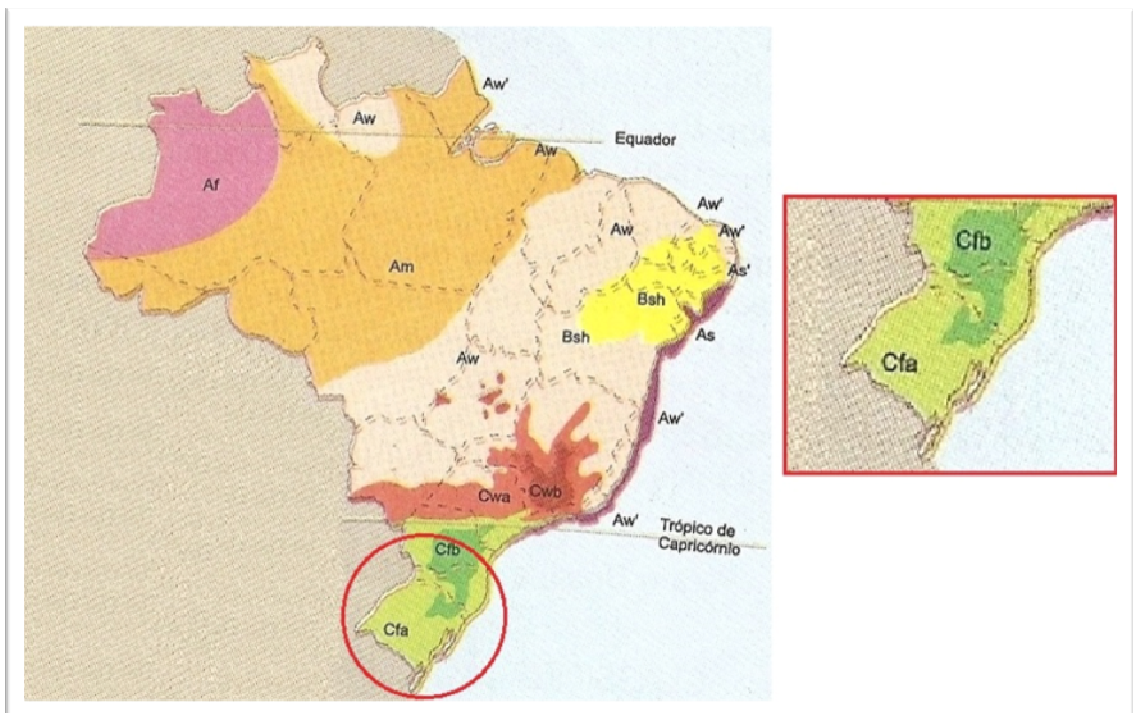 Aw'
Aw
Equador
Aw
Af
Aw'
Aw
Aw'
Am
As'
Bsh
Bsh
As
Aw
Aw'
Cwa
Cwb
Aw'
Trópico de
Capricórnio
Cfb
Cfa
Cfb
Cfa